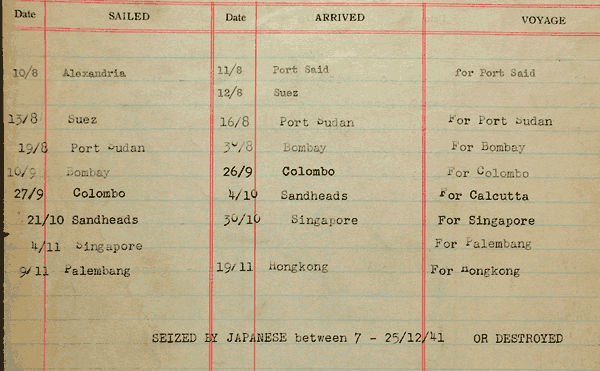 Date SAILED Date ARRIVED VOYAGE
10/8 Alexandria 11/8 Port Said for Port Said
12/8 Suez
13/8 Suez 16/8 Port Sudan For Port Sudan
19/8 Port Sudan 30/8 Bombay For Bombay
10/9 Bombay 26/9 Colombo For Colombo
27/9 Colombo 4/10 Sandheads For Calcutta
21/10 Sandheads 30/10 Singapore For Singapore
4/11 Singapore For Palembang
9/11 Palembang 19/11 Hongkong For Hongkong
SEIZED BY JAPANESE between 7 - 25/12/41 OR DESTROYED